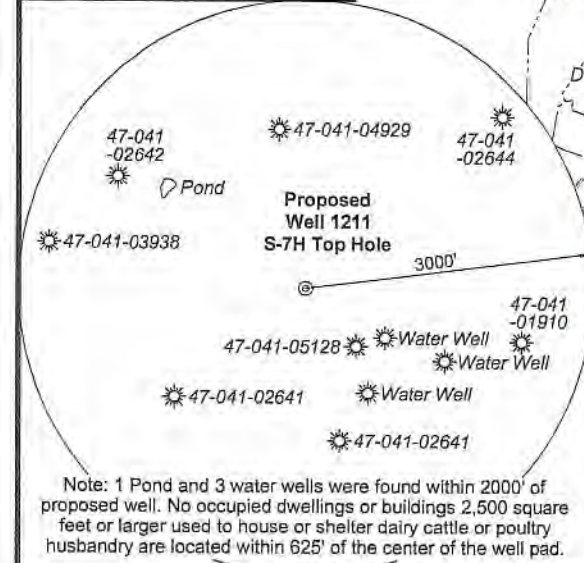 47-041
-02642
47-041-04929
47-041
-02644
D
Pond
Proposed
Well 1211
S-7H Top Hole
47-041-03938
3000'
47-041
-01910
47-041-05128
Water Well
Water Well
47-041-02641
Water Well
47-041-02641
Note: 1 Pond and 3 water wells were found within 2000' of
proposed well. No occupied dwellings or buildings 2,500 square
feet or larger used to house or shelter dairy cattle or poultry
husbandry are located within 625' of the center of the well pad.